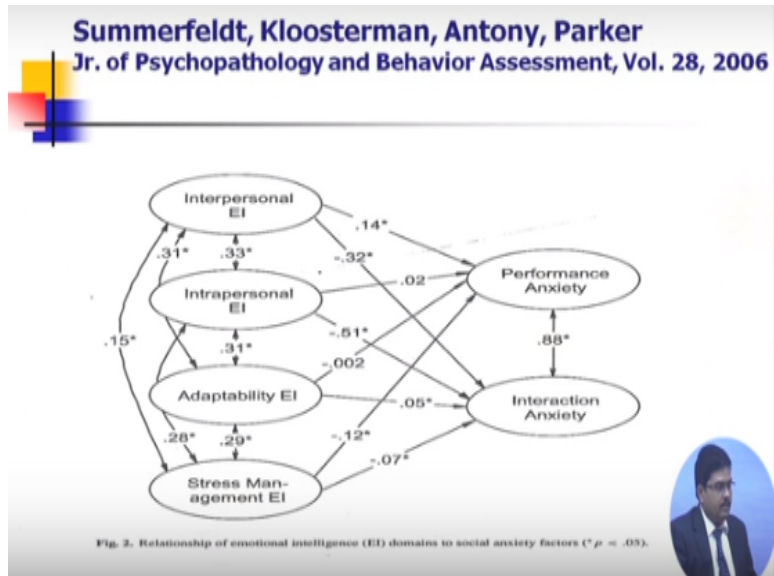 Summerfeldt, Kloosterman, Antony, Parker
Jr. of Psychopathology and Behavior Assessment, Vol. 28, 2006
Interpersonal
EI
.14*
.31*
.33*
-.32*
Performance
Anxiety
.02
Intrapersonal
EI
-.51*
.15*
.31*
.88*
-.002
Adaptability EI
.05*
Interaction
Anxiety
-.12*
.28*
.29*
-.07*
Stress Man-
agement EI
Fig. 2. Relationship of emotional intelligence (EI) domains to social anxiety factors (*p < .05).